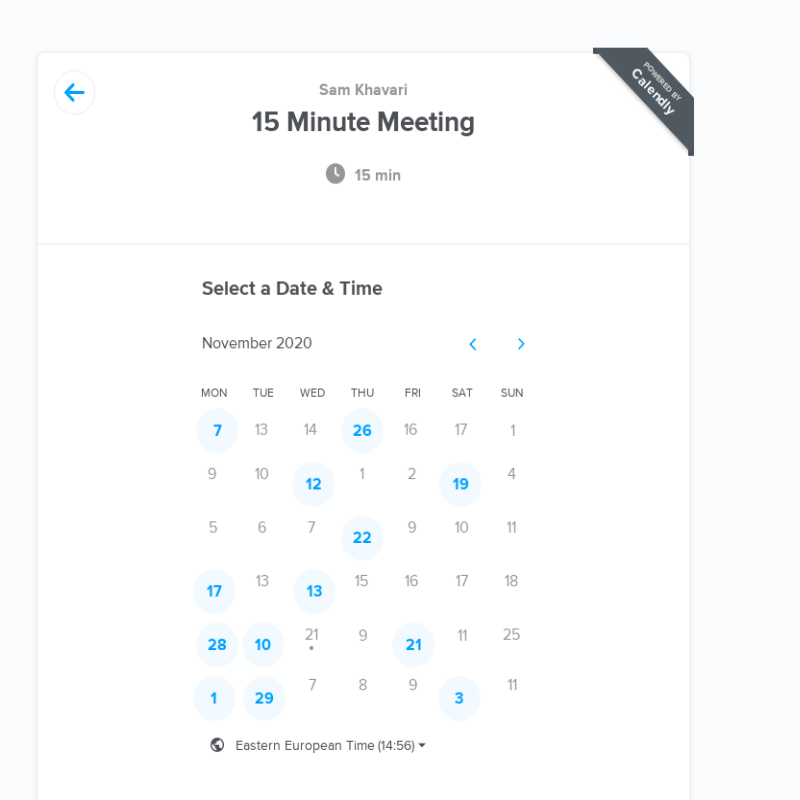 POWERED BY
Calendly
Sam Khavari
15 Minute Meeting
15 min
Select a Date & Time
November 2020
MON TUE WED THU FRI SAT SUN
7 13 14 26 16 17 1
9 10 12 1 2 19 4
5 6 7 22 9 10 11
17 13 13 15 16 17 18
28 10 21 9 21 11 25
1 29 7 8 9 3 11
Eastern European Time (14:56)